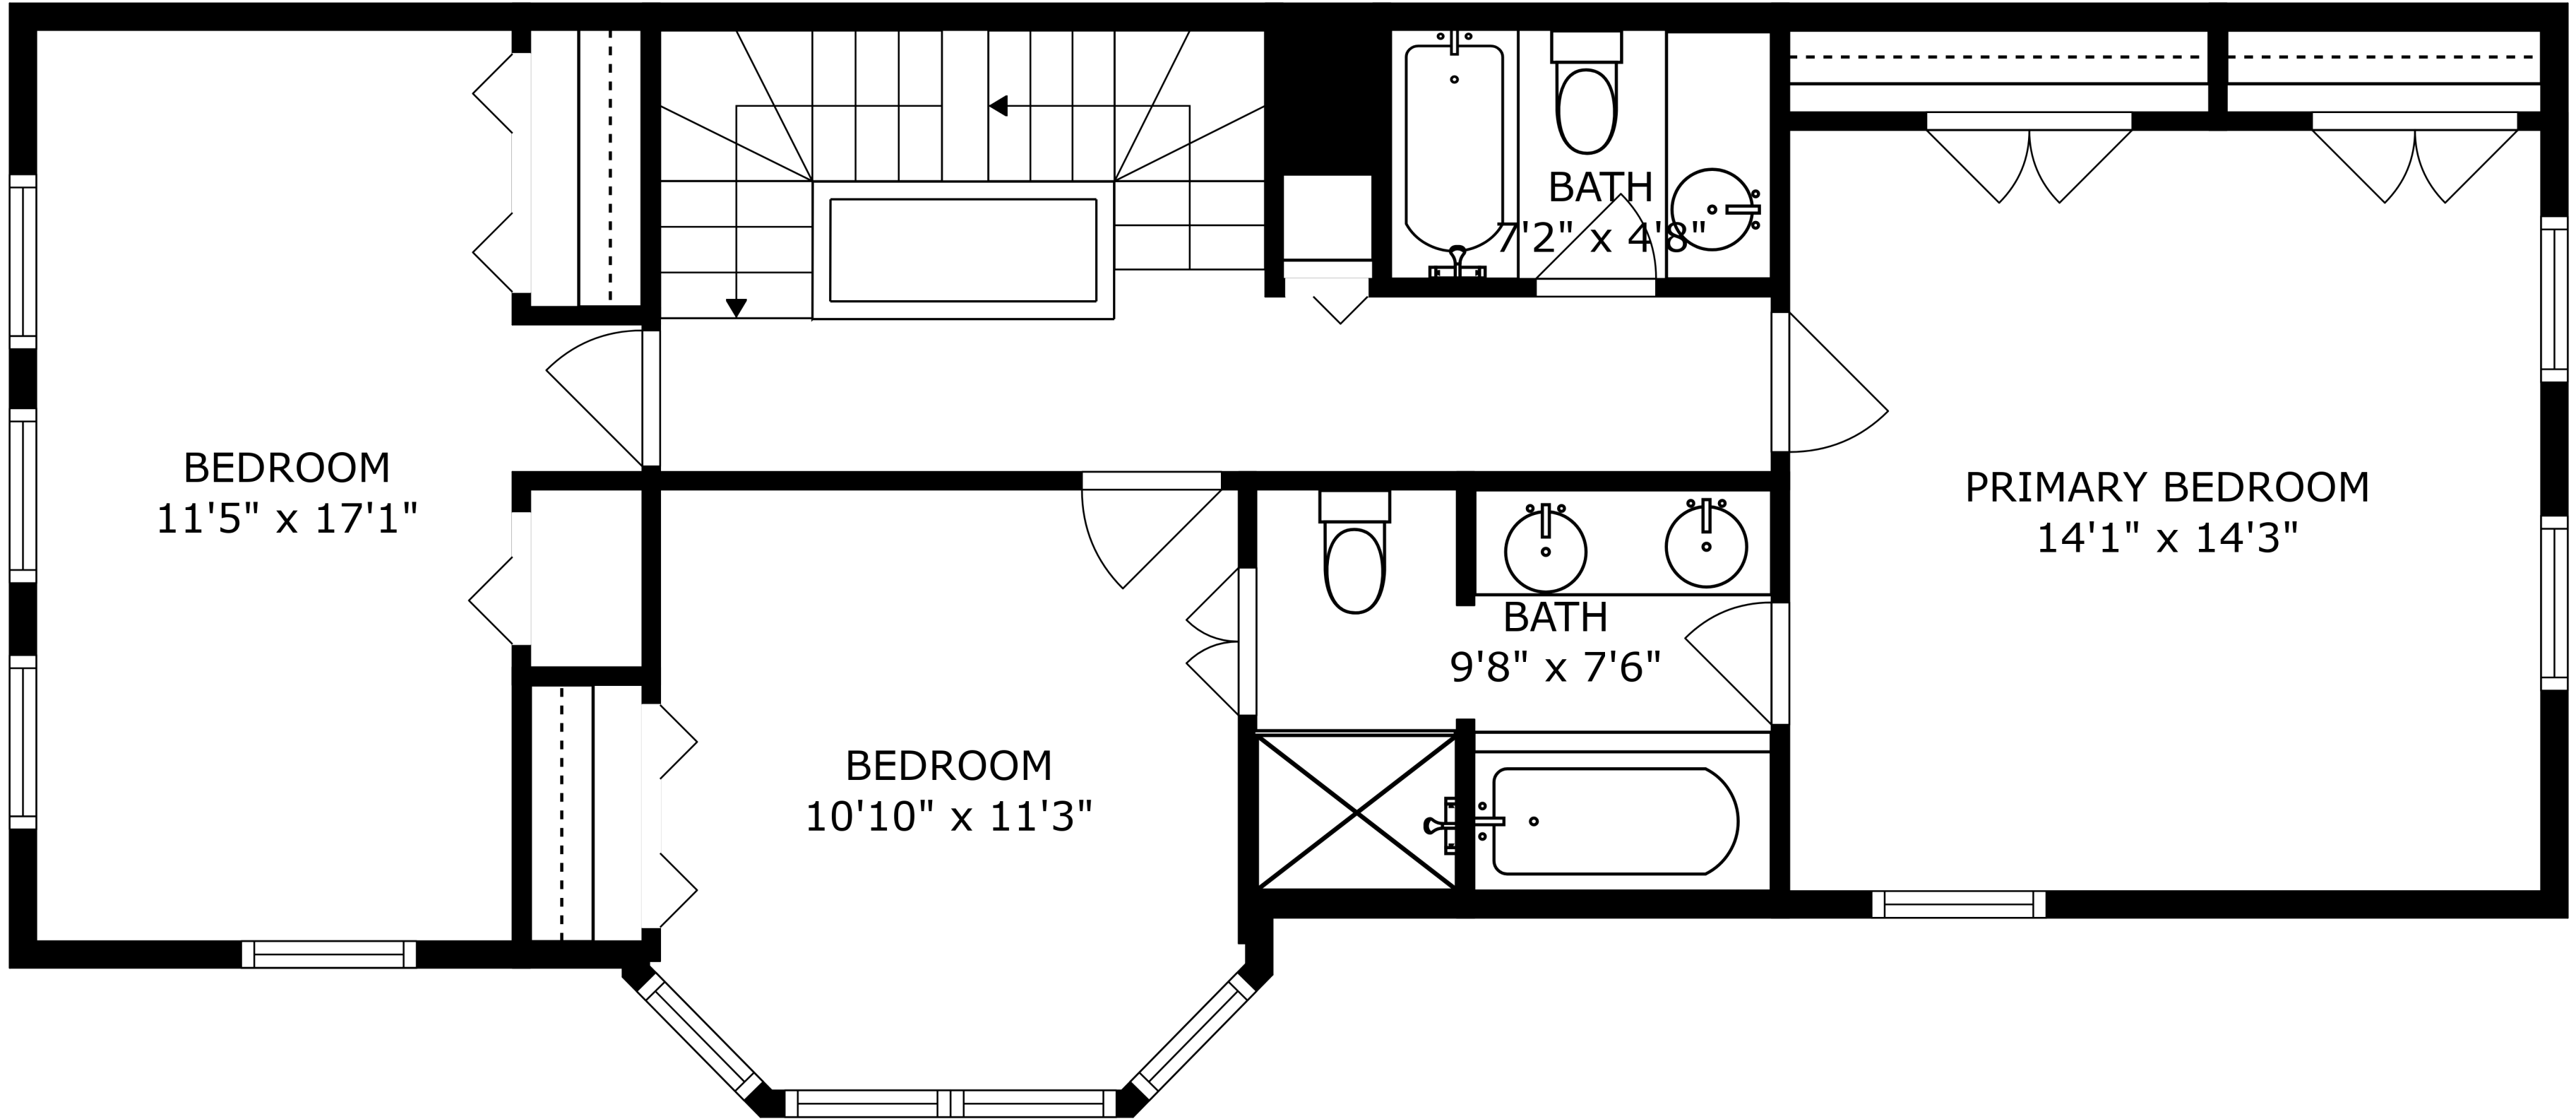 BATH
7'2" x 4'8"
BEDROOM
11'5" x 17'1"
PRIMARY BEDROOM
14'1" x 14'3"
BATH
9'8" x 7'6"
BEDROOM
10'10" x 11'3"